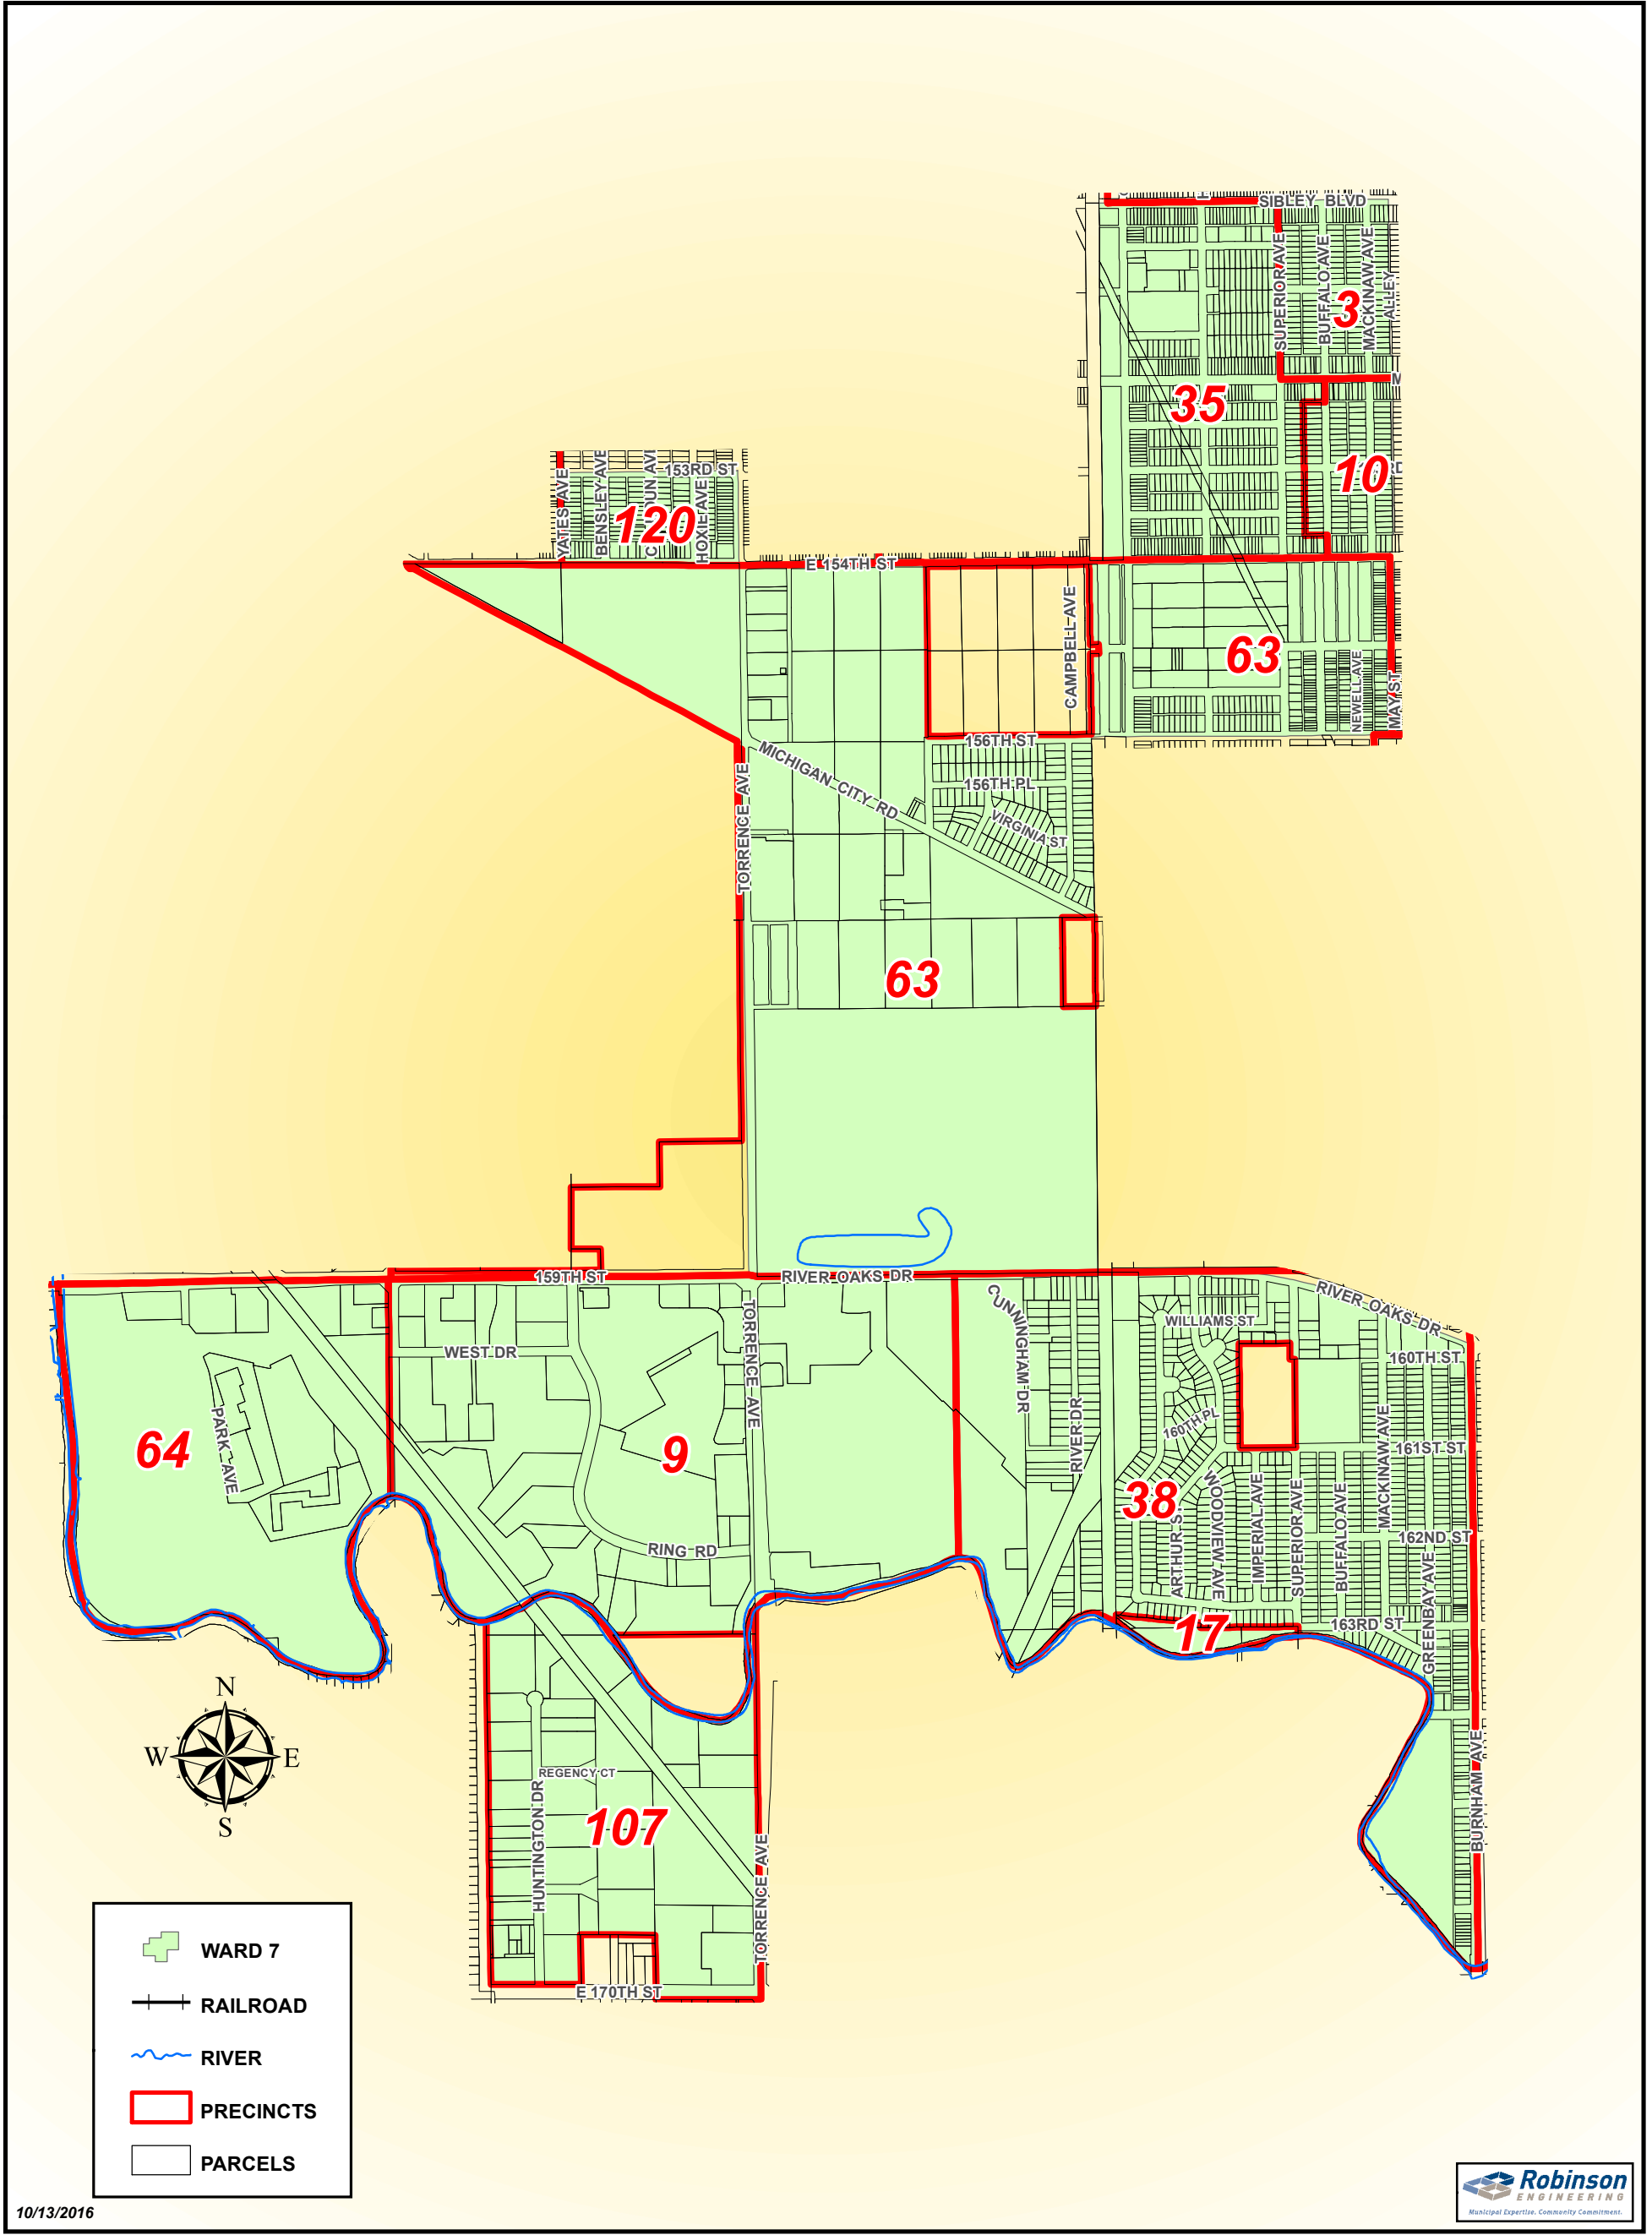 SIBLEY BLVD
SUPERIOR AVE
BUFFALO AVE
MACKINAW AVE
ALLEY
3
M
35
10
RD
153RD ST
YATES AVE
BENSLEY AVE
HOXIE AVE
120
E 154TH ST
CAMPBELL AVE
63
NEWELL AVE
MAY ST
156TH ST
MICHIGAN CITY RD
156TH PL
VIRGINIA ST
TORRENCE AVE
63
159TH ST
RIVER OAKS DR
RIVER OAKS DR
CUNNINGHAM DR
WILLIAMS ST
TORRENCE AVE
WEST DR
160TH ST
PARK AVE
64
9
RIVER DR
160TH PL
MACKINAW AVE
161ST ST
38
ARTHUR S
WOODVIEW AVE
IMPERIAL AVE
SUPERIOR AVE
BUFFALO AVE
162ND ST
RING RD
GREENBAY AVE
17
163RD ST
N
W E
S
REGENCY CT
HUNTINGTON DR
107
TORRENCE AVE
BURNHAM AVE
E 170TH ST
WARD 7
RAILROAD
RIVER
PRECINCTS
PARCELS
10/13/2016
Robinson
ENGINEERING
Municipal Expertise. Community Commitment.